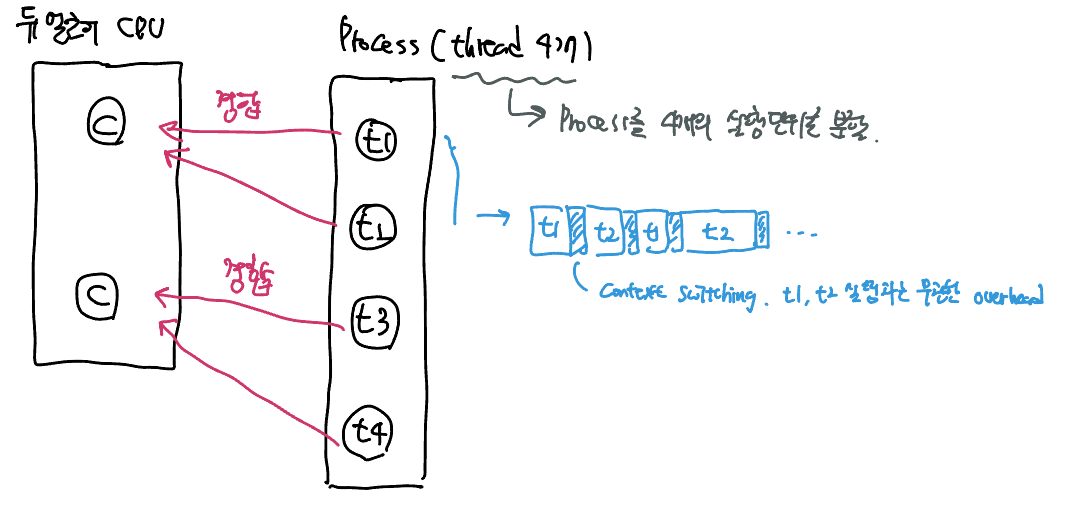 듀얼코어 CPU
Process (thread 4개)
Process를 4개의 실행단위로 분할.
C
C
경합
경합
t1
t2
t3
t4
t1 t2 t1 t2 ...
Context switching. t1, t2 실행과는 무관한 overhead